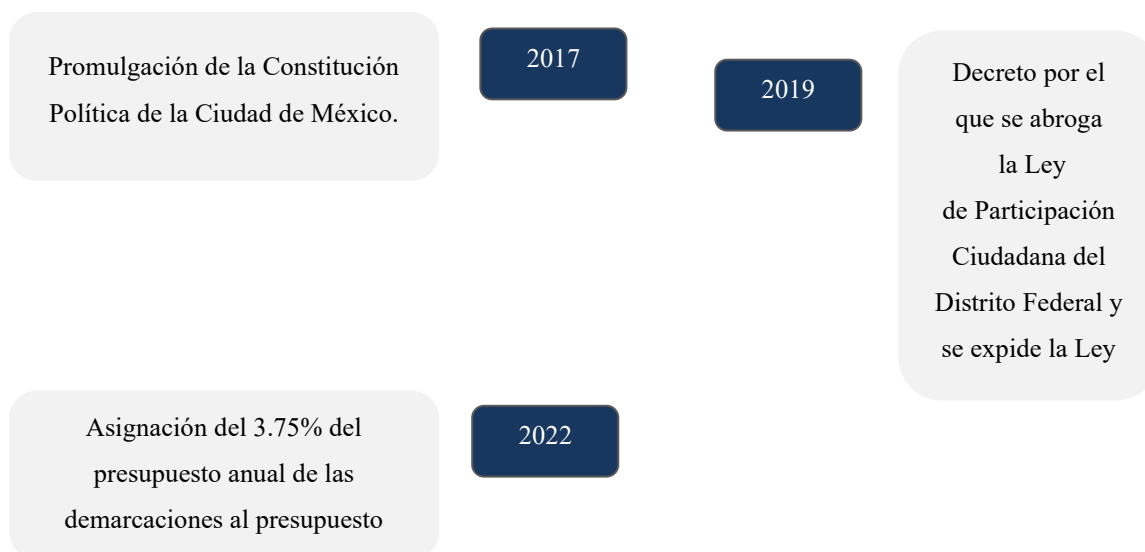 Promulgación de la Constitución
Política de la Ciudad de México.
2017
2019
Decreto por el
que se abroga
la Ley
de Participación
Ciudadana del
Distrito Federal y
se expide la Ley
Asignación del 3.75% del
presupuesto anual de las
demarcaciones al presupuesto
2022